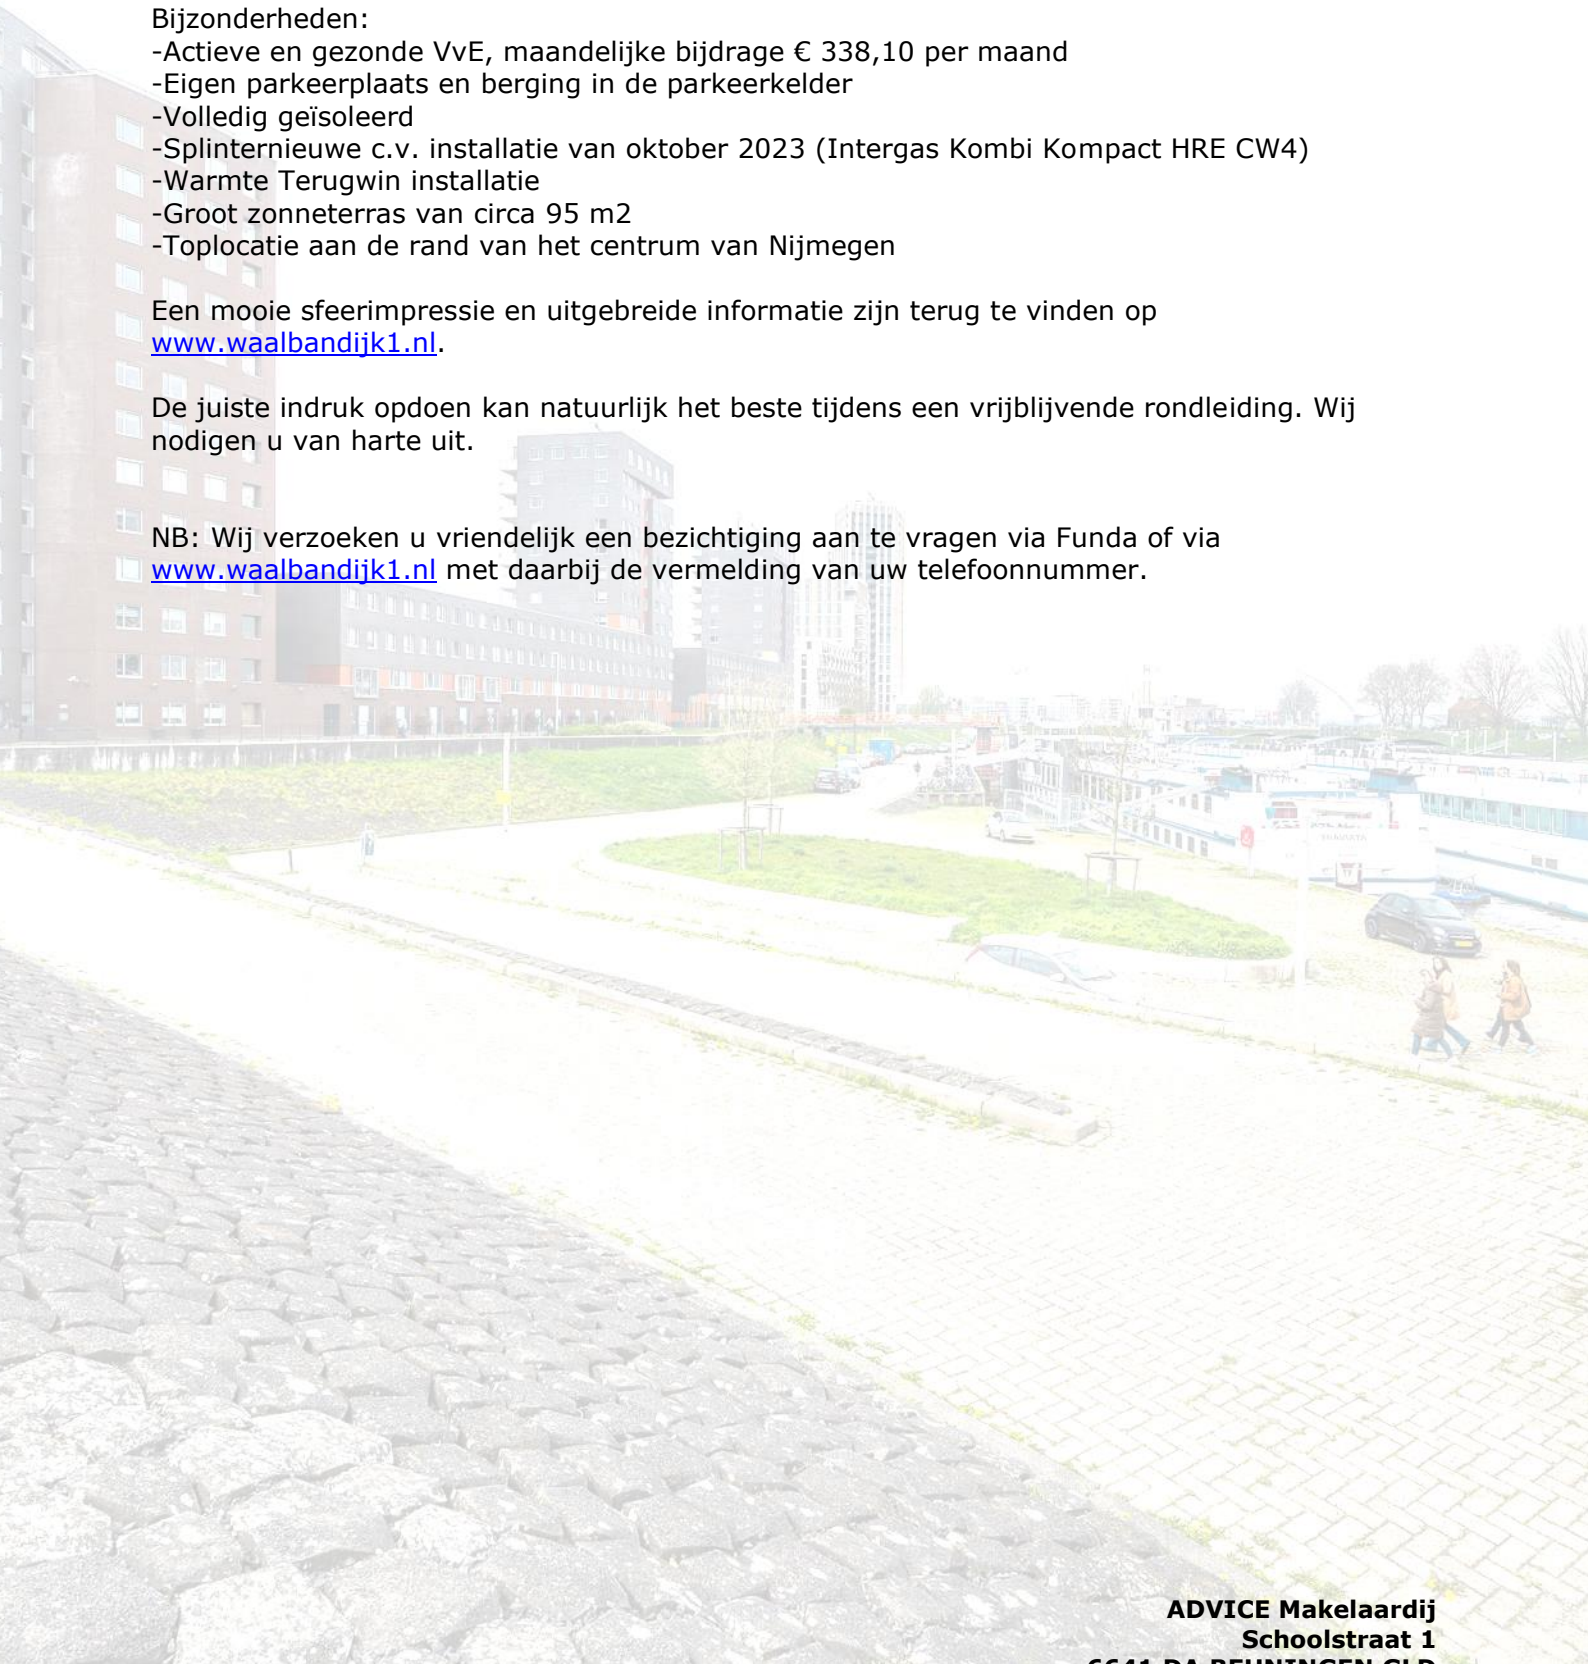 Bijzonderheden:
-Actieve en gezonde VvE, maandelijke bijdrage € 338,10 per maand
-Eigen parkeerplaats en berging in de parkeerkelder
-Volledig geïsoleerd
-Splinternieuwe c.v. installatie van oktober 2023 (Intergas Kombi Kompact HRE CW4)
-Warmte Terugwin installatie
-Groot zonneterras van circa 95 m2
-Toplocatie aan de rand van het centrum van Nijmegen
Een mooie sfeerimpressie en uitgebreide informatie zijn terug te vinden op
www.waalbandijk1.nl.
De juiste indruk opdoen kan natuurlijk het beste tijdens een vrijblijvende rondleiding. Wij
nodigen u van harte uit.
NB: Wij verzoeken u vriendelijk een bezichtiging aan te vragen via Funda of via
www.waalbandijk1.nl met daarbij de vermelding van uw telefoonnummer.
ADVICE Makelaardij
Schoolstraat 1
6641 DA BEUNINGEN GLD